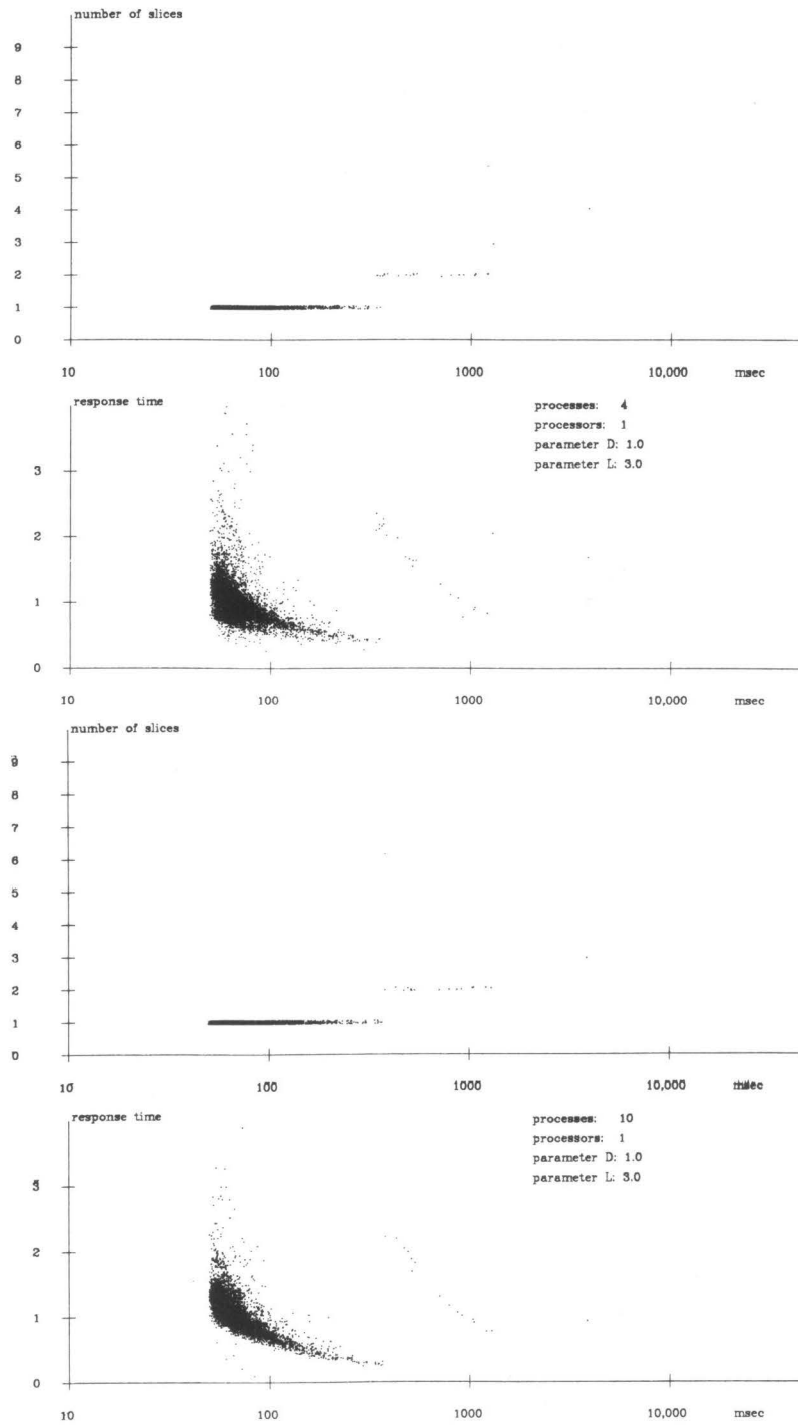 number of slices
9
8
7
6
5
4
3
2
1
0
10 100 1000 10,000 msec
response time
processes: 4
processors: 1
parameter D: 1.0
parameter L: 3.0
3
2
1
0
10 100 1000 10,000 msec
number of slices
9
8
7
6
5
4
3
2
1
0
10 100 1000 10,000 msec
response time
processes: 10
processors: 1
parameter D: 1.0
parameter L: 3.0
3
2
1
0
10 100 1000 10,000 msec